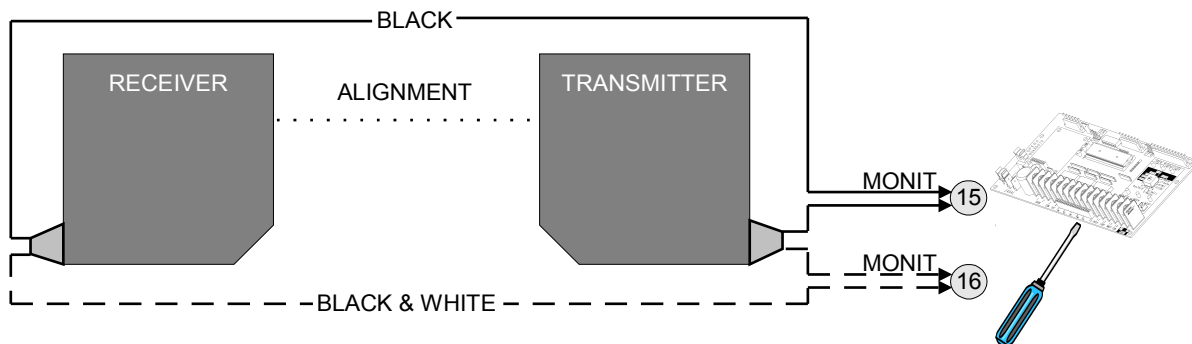 BLACK
RECEIVER
TRANSMITTER
ALIGNMENT
MONIT
15
MONIT
16
BLACK & WHITE